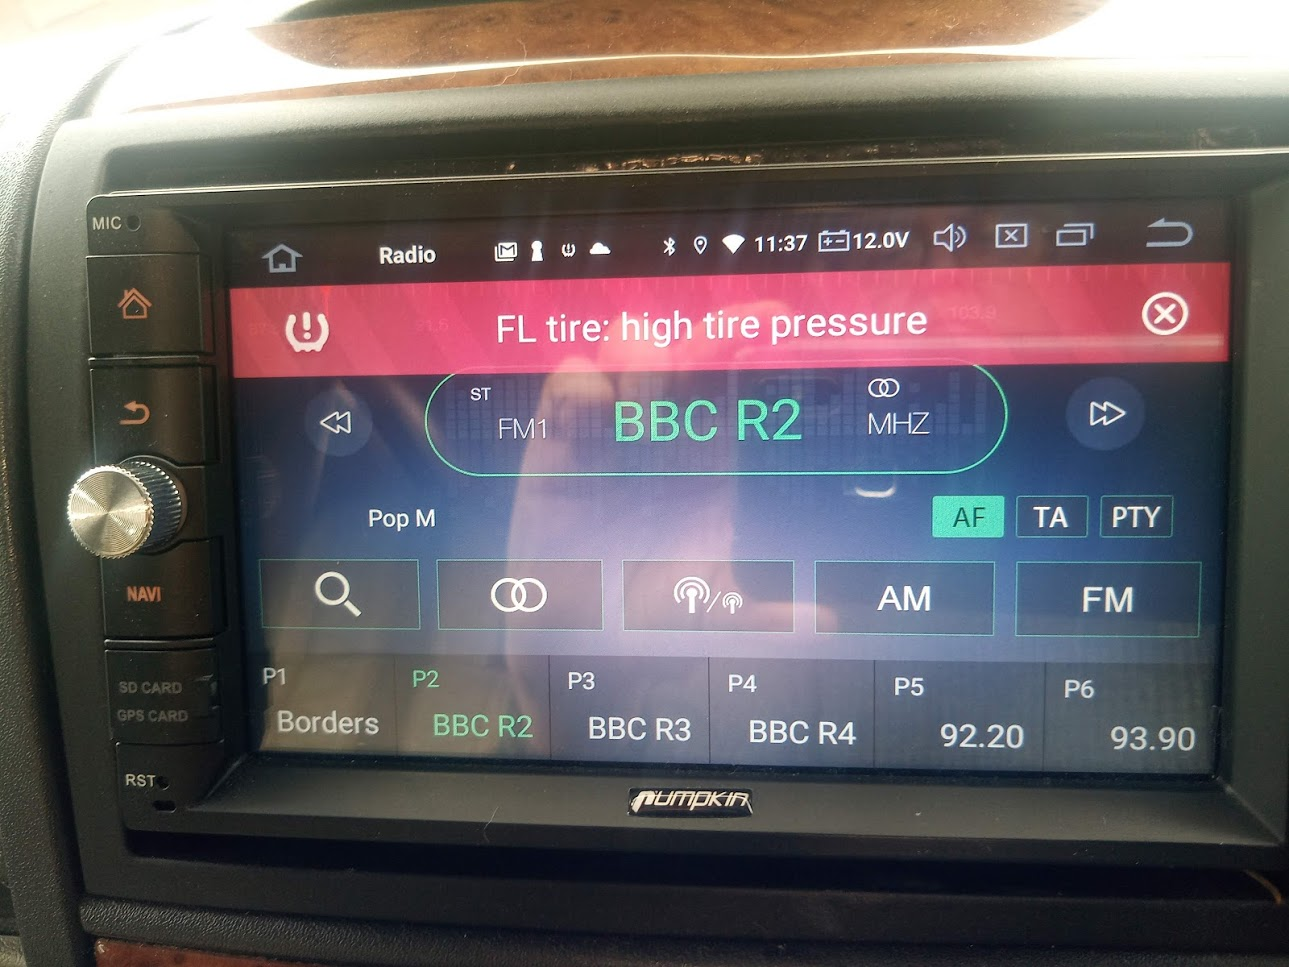 MIC
Radio
11:37
12.0V
FL tire: high tire pressure
ST
FM1
BBC R2
MHZ
Pop M
AF
TA
PTY
NAVI
AM
FM
SD CARD
GPS CARD
P1
Borders
P2
BBC R2
P3
BBC R3
P4
BBC R4
P5
92.20
P6
93.90
RST
PUMPKIN